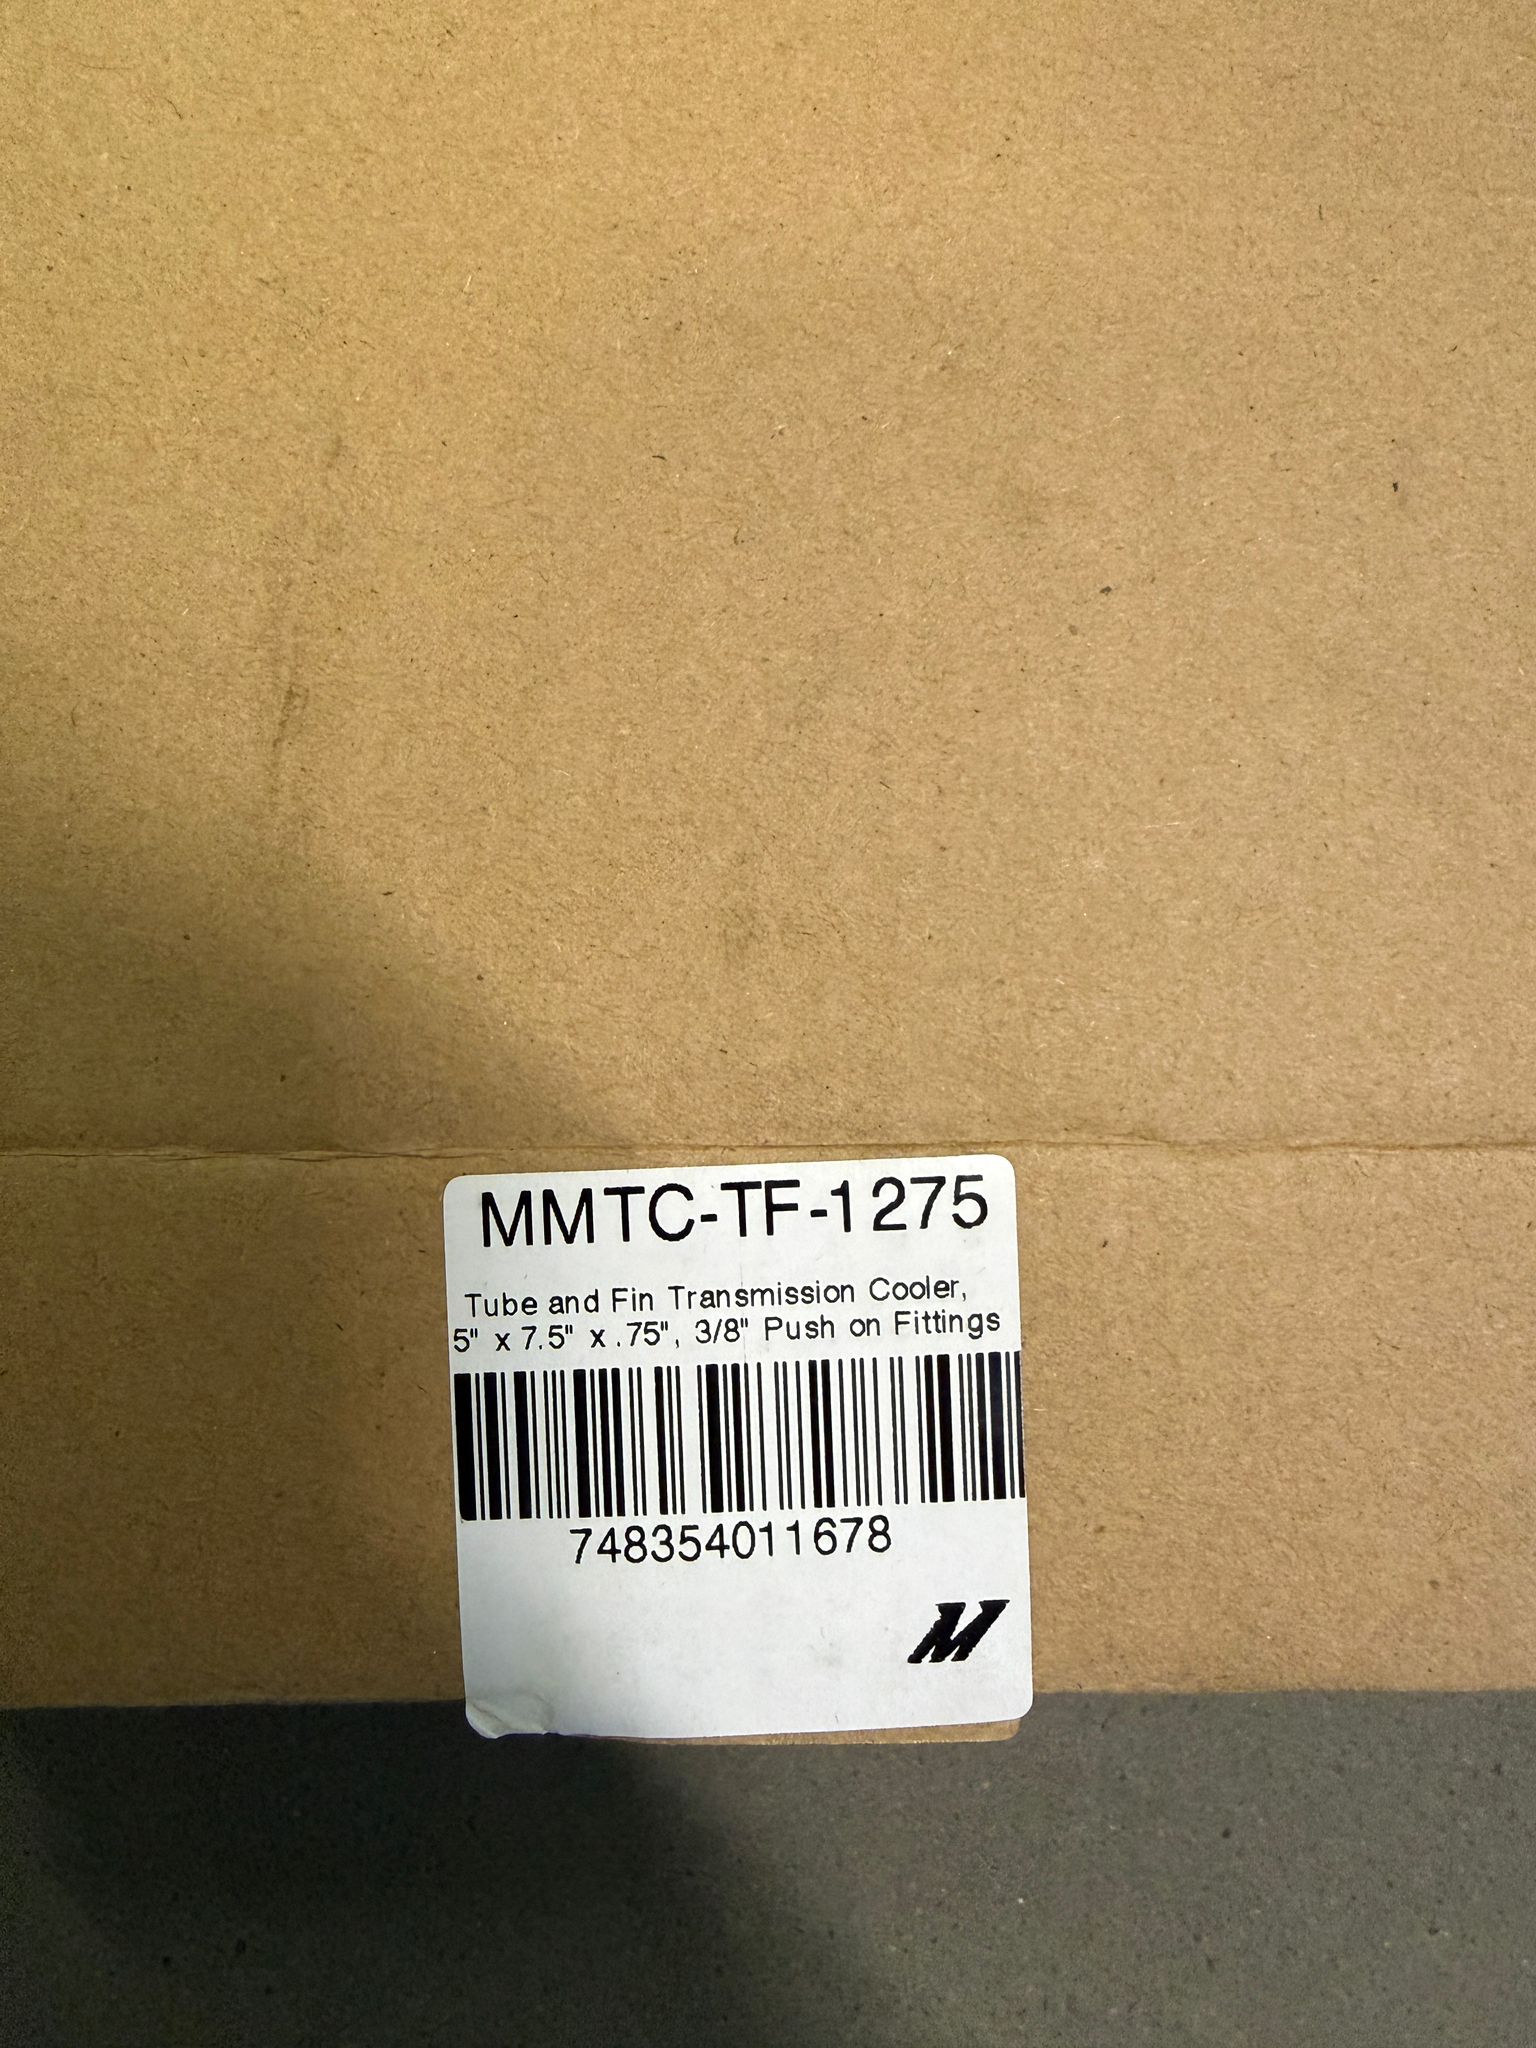 MMTC-TF-1275
Tube and Fin Transmission Cooler,
5" x 7.5" x .75", 3/8" Push on Fittings
748354011678
M